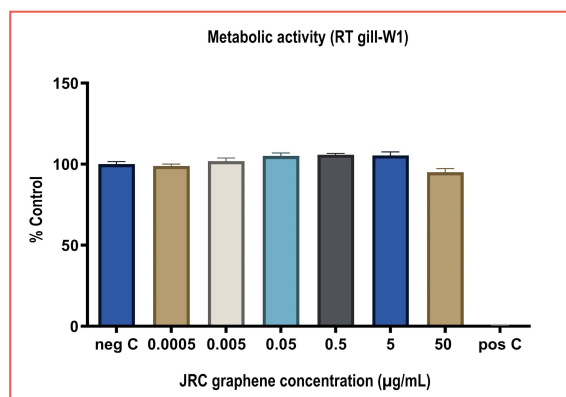 Metabolic activity (RT gill-W1)
150
100
50
0
% Control
neg C 0.0005 0.005 0.05 0.5 5 50 pos C
JRC graphene concentration (µg/mL)